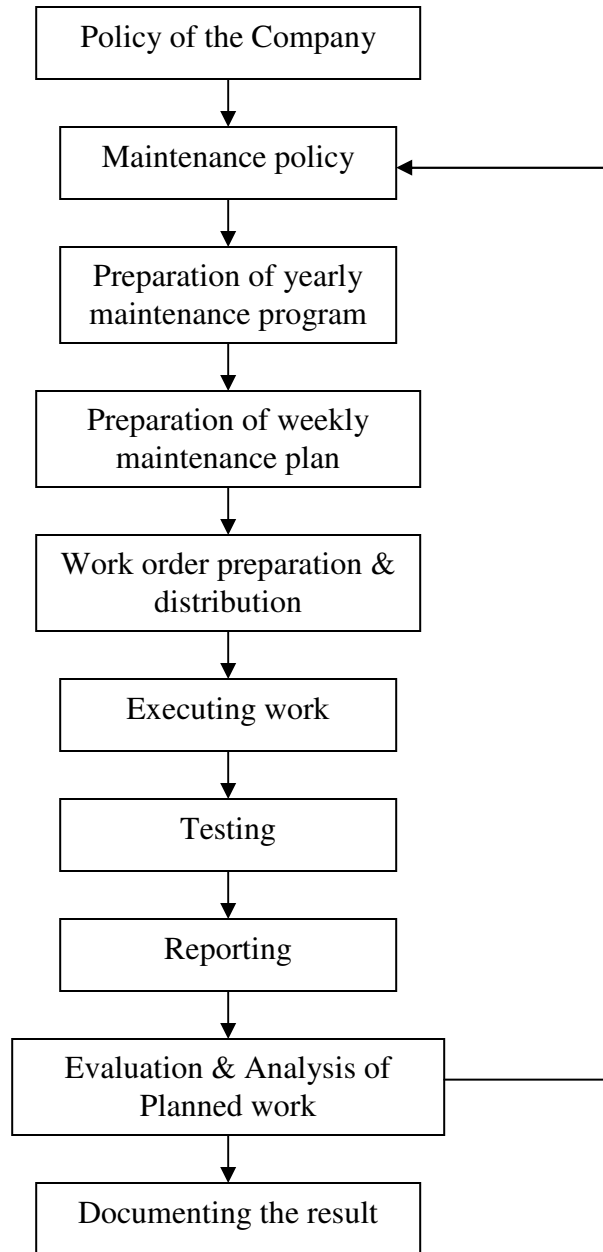 Policy of the Company
Maintenance policy
Preparation of yearly
maintenance program
Preparation of weekly
maintenance plan
Work order preparation &
distribution
Executing work
Testing
Reporting
Evaluation & Analysis of
Planned work
Documenting the result